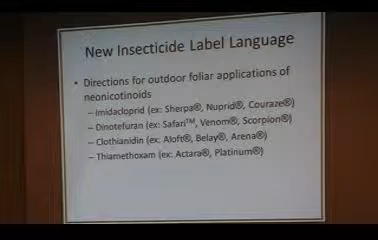 New Insecticide Label Language
• Directions for outdoor foliar applications of
neonicotinoids
– Imidacloprid (ex: Sherpa®, Nuprid®, Couraze®)
– Dinotefuran (ex: Safari™, Venom®, Scorpion®)
– Clothianidin (ex: Aloft®, Belay®, Arena®)
– Thiamethoxam (ex: Actara®, Platinum®)